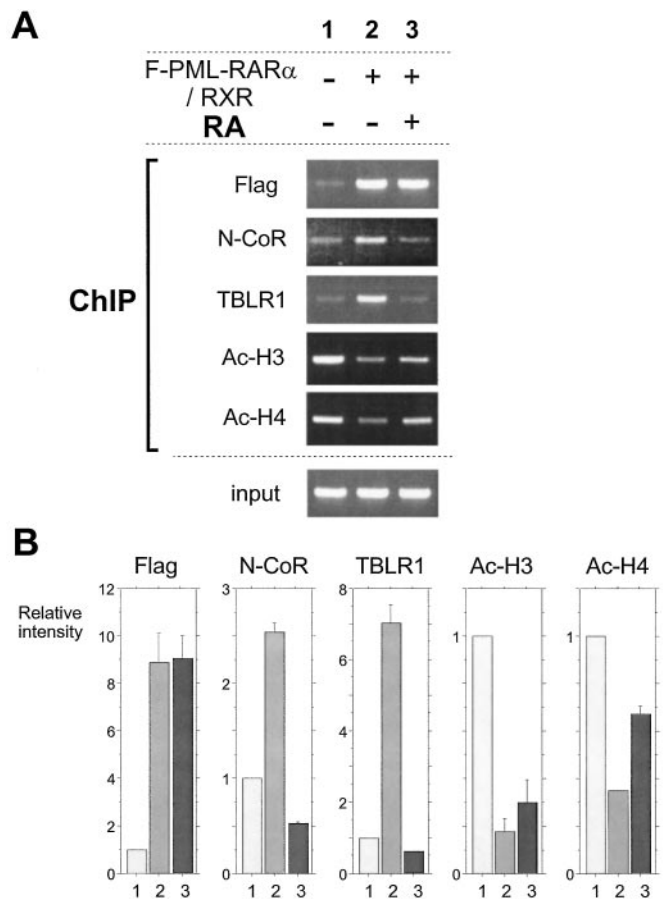 A
1 2 3
F-PML-RARα - + +
/ RXR
RA - - +
ChIP
Flag
N-CoR
TBLR1
Ac-H3
Ac-H4
input
B
Flag N-CoR TBLR1 Ac-H3 Ac-H4
Relative
intensity
12 10 8 6 4 2 0
3 2 1 0
8 7 6 4 2 0
1 0
1 0
1 2 3 1 2 3 1 2 3 1 2 3 1 2 3